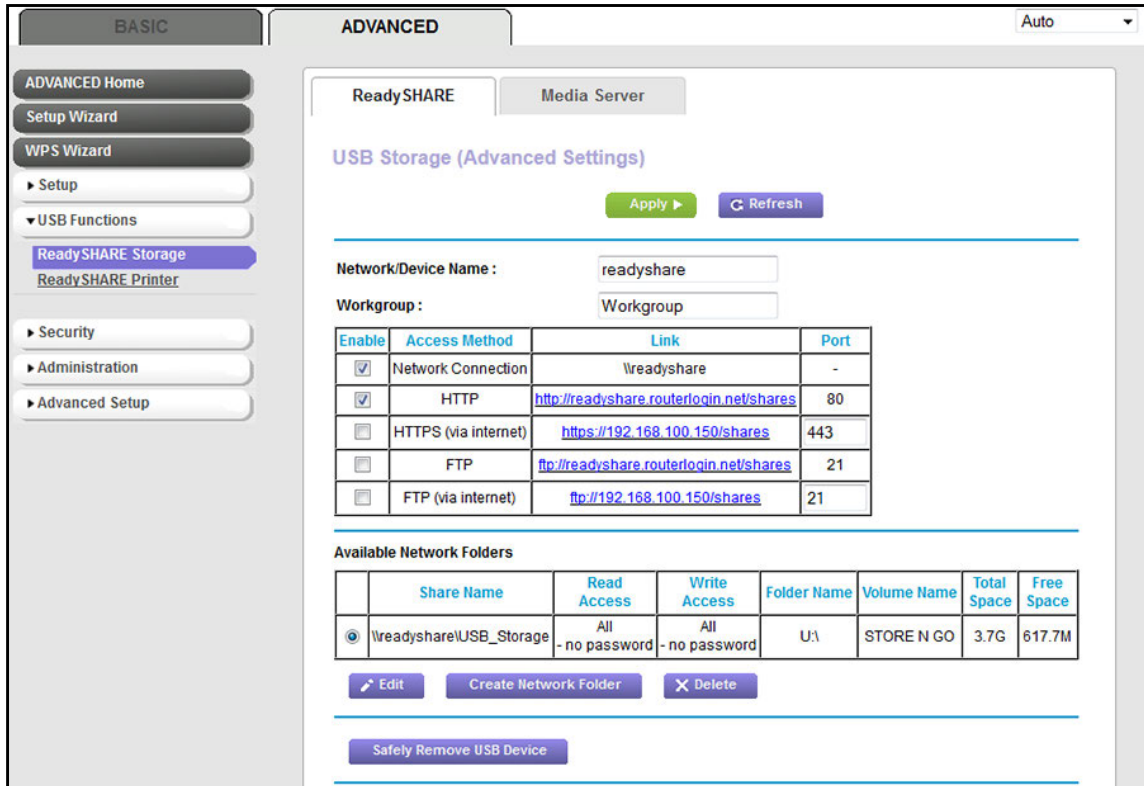 BASIC
ADVANCED
Auto
ADVANCED Home
Setup Wizard
WPS Wizard
Setup
USB Functions
ReadySHARE Storage
ReadySHARE Printer
Security
Administration
Advanced Setup
ReadySHARE Media Server
USB Storage (Advanced Settings)
Apply Refresh
Network/Device Name : readyshare
Workgroup : Workgroup
Enable Access Method Link Port
Network Connection \\readyshare -
HTTP http://readyshare.routerlogin.net/shares 80
HTTPS (via internet) https://192.168.100.150/shares 443
FTP ftp://readyshare.routerlogin.net/shares 21
FTP (via internet) ftp://192.168.100.150/shares 21
Available Network Folders
Share Name Read Access Write Access Folder Name Volume Name Total Space Free Space
\\readyshare\USB_Storage All - no password All - no password U:\ STORE N GO 3.7G 617.7M
Edit Create Network Folder Delete
Safely Remove USB Device